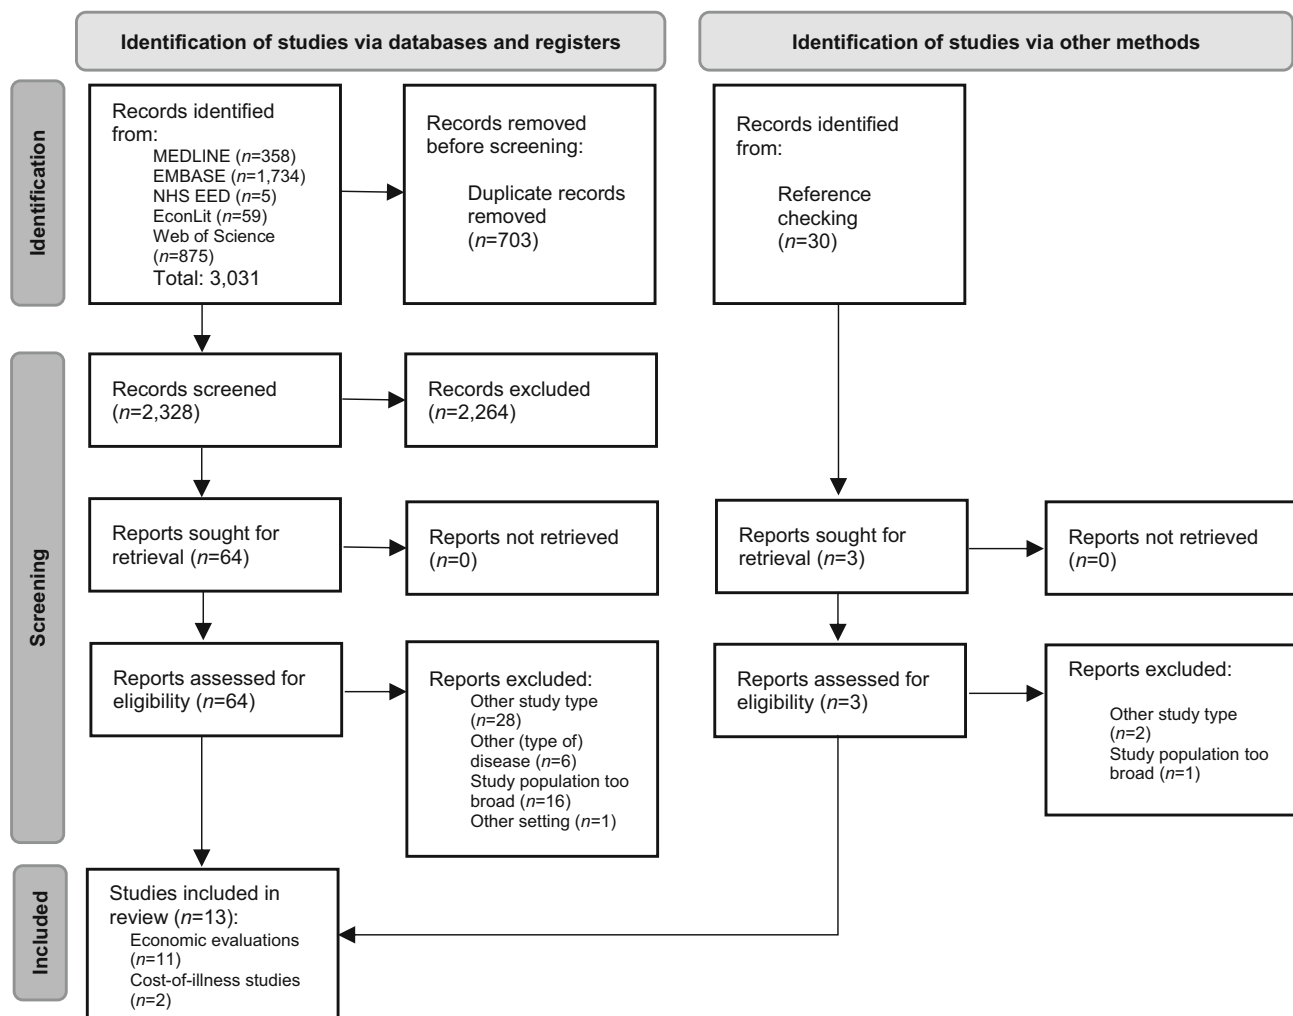 Identification of studies via databases and registers
Identification of studies via other methods
Identification
Records identified
from:
MEDLINE (n=358)
EMBASE (n=1,734)
NHS EED (n=5)
EconLit (n=59)
Web of Science
(n=875)
Total: 3,031
Records removed
before screening:
Duplicate records
removed
(n=703)
Records identified
from:
Reference
checking
(n=30)
Screening
Records screened
(n=2,328)
Records excluded
(n=2,264)
Reports sought for
retrieval (n=64)
Reports not retrieved
(n=0)
Reports sought for
retrieval (n=3)
Reports not retrieved
(n=0)
Reports assessed for
eligibility (n=64)
Reports excluded:
Other study type
(n=28)
Other (type of)
disease (n=6)
Study population too
broad (n=16)
Other setting (n=1)
Reports assessed for
eligibility (n=3)
Reports excluded:
Other study type
(n=2)
Study population too
broad (n=1)
Included
Studies included in
review (n=13):
Economic evaluations
(n=11)
Cost-of-illness studies
(n=2)